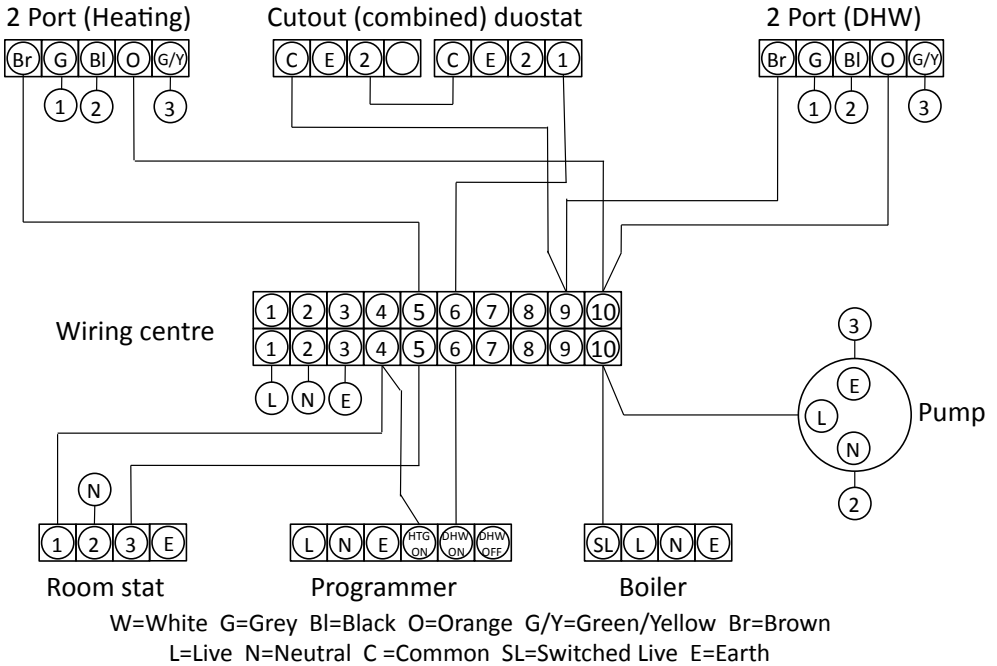 2 Port (Heating) Cutout (combined) duostat 2 Port (DHW)
Br G Bl O G/Y C E 2 C E 2 1 Br G Bl O G/Y
1 2 3 1 2 3
Wiring centre
1 2 3 4 5 6 7 8 9 10
1 2 3 4 5 6 7 8 9 10
L N E
3
E
L
N
Pump
2
N
1 2 3 E L N E HTG ON DHW ON DHW OFF SL L N E
Room stat Programmer Boiler
W=White G=Grey Bl=Black O=Orange G/Y=Green/Yellow Br=Brown
L=Live N=Neutral C =Common SL=Switched Live E=Earth